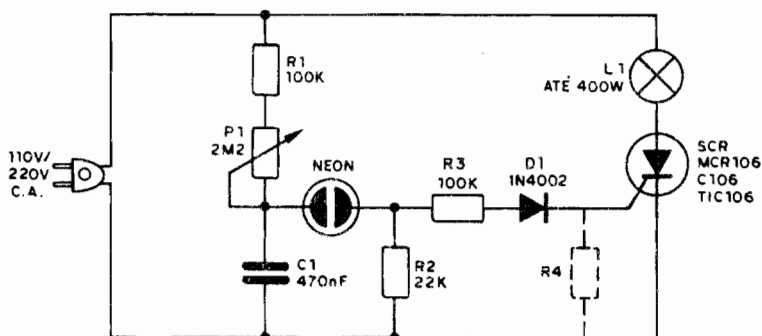 R1
100K
P1
2M2
110V/
220V
C.A.
NEON
C1
470nF
R2
22K
R3
100K
D1
1N4002
R4
L1
ATÉ 400W
SCR
MCR106
C106
TIC106